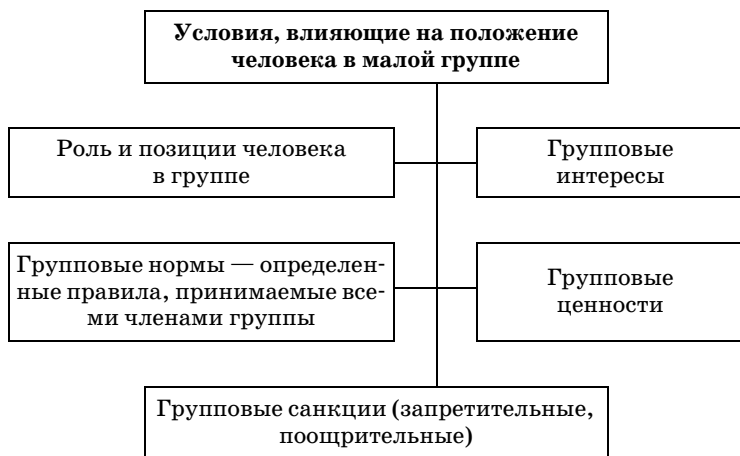 Условия, влияющие на положение
человека в малой группе
Роль и позиции человека
в группе
Групповые
интересы
Групповые нормы — определен-
ные правила, принимаемые все-
ми членами группы
Групповые
ценности
Групповые санкции (запретительные,
поощрительные)